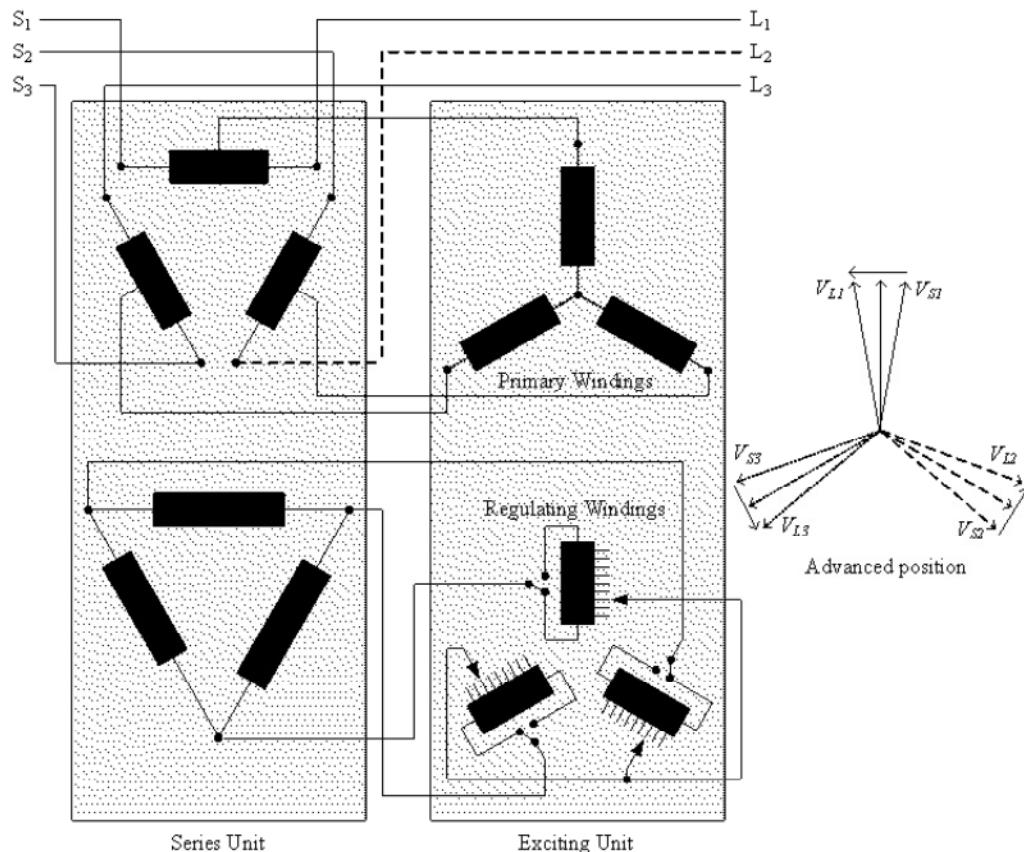 S1 L1
S2 L2
S3 L3
Primary Windings
VL1 VS1
VS3 VL2
Regulating Windings
VL3 VS2
Advanced position
Series Unit Exciting Unit